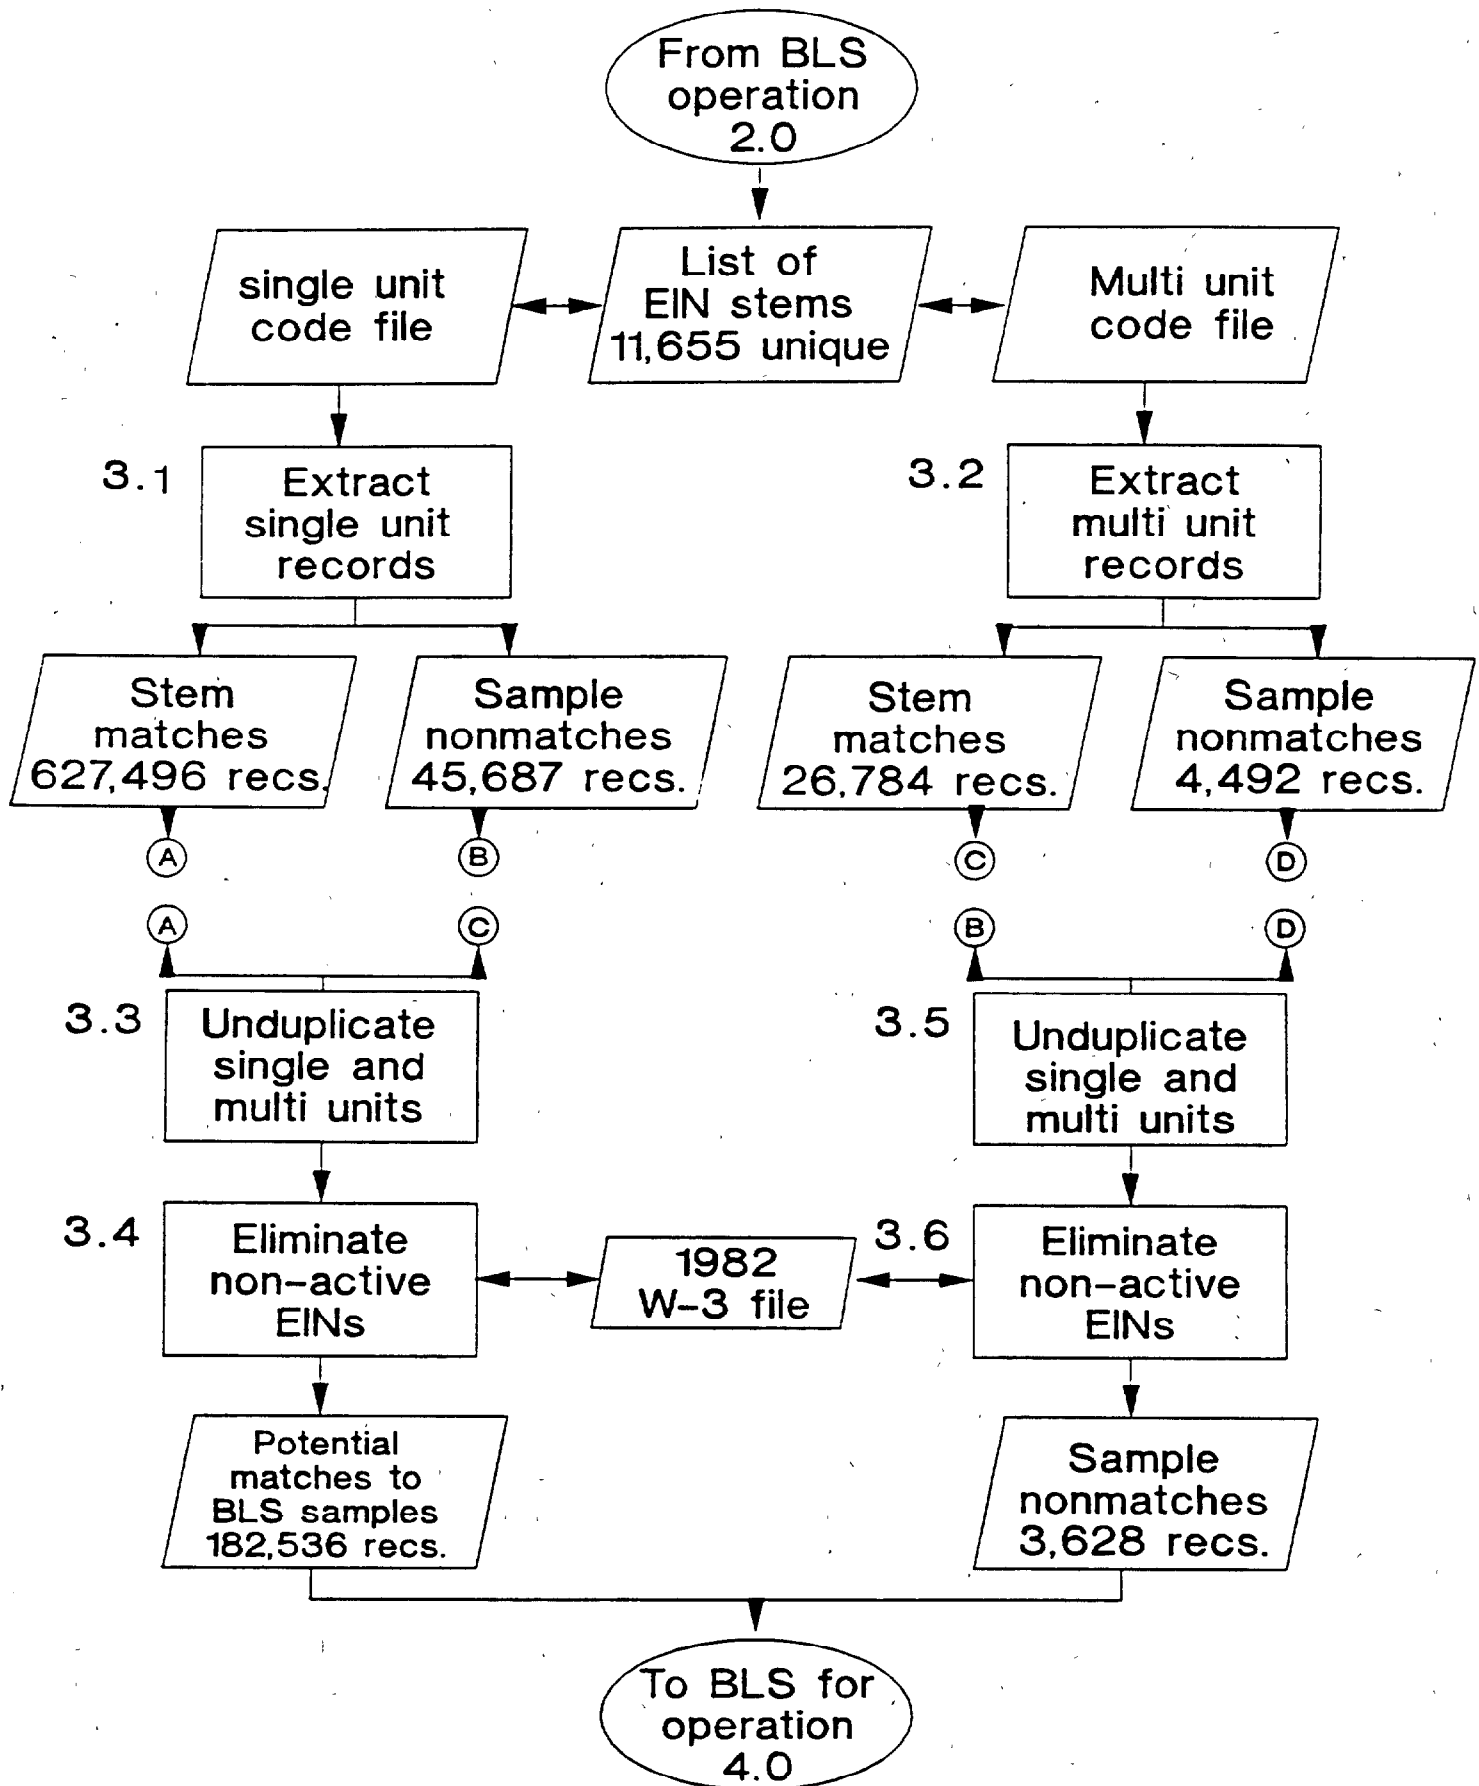 From BLS
operation
2.0
single unit
code file
List of
EIN stems
11,655 unique
Multi unit
code file
3.1
Extract
single unit
records
3.2
Extract
multi unit
records
Stem
matches
627,496 recs.
Sample
nonmatches
45,687 recs.
Stem
matches
26,784 recs.
Sample
nonmatches
4,492 recs.
A
B
C
D
A
C
B
D
3.3
Unduplicate
single and
multi units
3.5
Unduplicate
single and
multi units
3.4
Eliminate
non-active
EINs
1982
W-3 file
3.6
Eliminate
non-active
EINs
Potential
matches to
BLS samples
182,536 recs.
Sample
nonmatches
3,628 recs.
To BLS for
operation
4.0